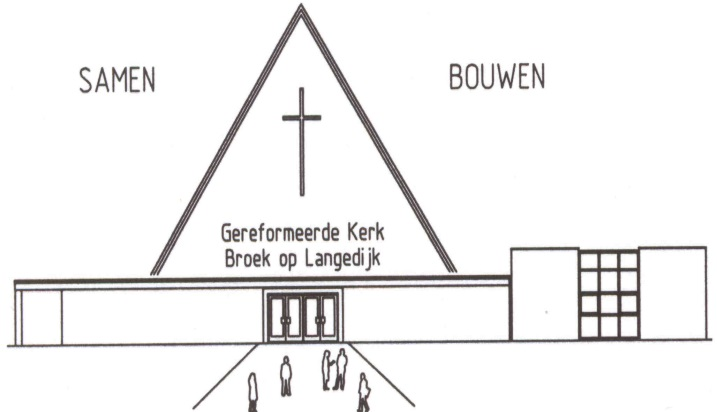 SAMEN BOUWEN
Gereformeerde Kerk
Broek op Langedijk